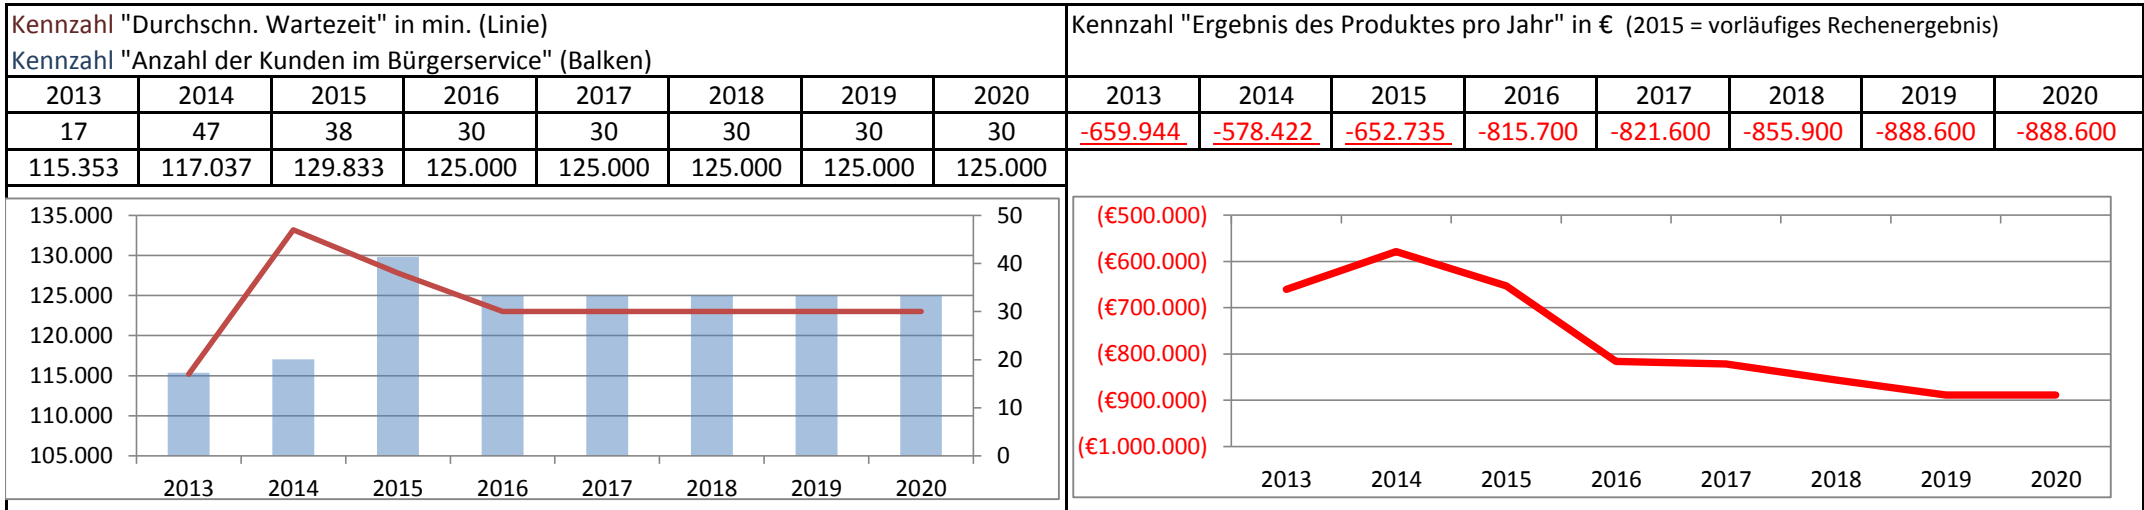 Kennzahl "Durchschn. Wartezeit" in min. (Linie)
Kennzahl "Anzahl der Kunden im Bürgerservice" (Balken)
2013 2014 2015 2016 2017 2018 2019 2020
17 47 38 30 30 30 30 30
115.353 117.037 129.833 125.000 125.000 125.000 125.000 125.000
135.000 50
130.000 40
125.000 30
120.000 20
115.000 10
110.000 0
105.000
2013 2014 2015 2016 2017 2018 2019 2020
Kennzahl "Ergebnis des Produktes pro Jahr" in € (2015 = vorläufiges Rechenergebnis)
2013 2014 2015 2016 2017 2018 2019 2020
-659.944 -578.422 -652.735 -815.700 -821.600 -855.900 -888.600 -888.600
(€500.000)
(€600.000)
(€700.000)
(€800.000)
(€900.000)
(€1.000.000)
2013 2014 2015 2016 2017 2018 2019 2020